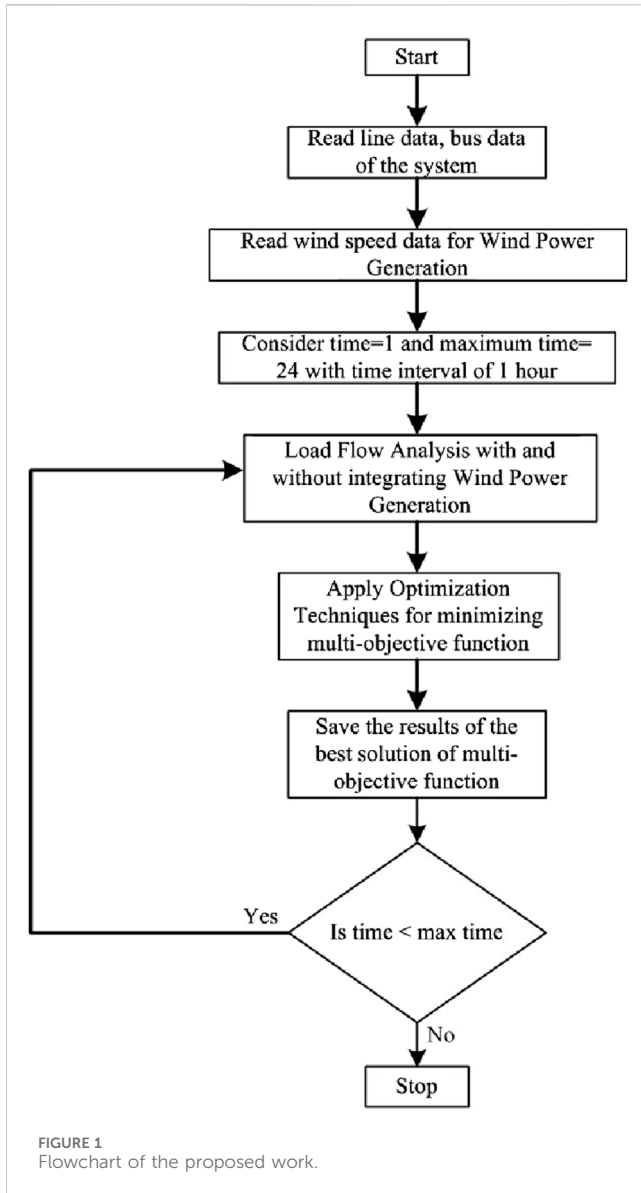 Start
Read line data, bus data
of the system
Read wind speed data for Wind Power
Generation
Consider time=1 and maximum time=
24 with time interval of 1 hour
Load Flow Analysis with and
without integrating Wind Power
Generation
Apply Optimization
Techniques for minimizing
multi-objective function
Save the results of the
best solution of multi-
objective function
Yes
Is time < max time
No
Stop
FIGURE 1
Flowchart of the proposed work.